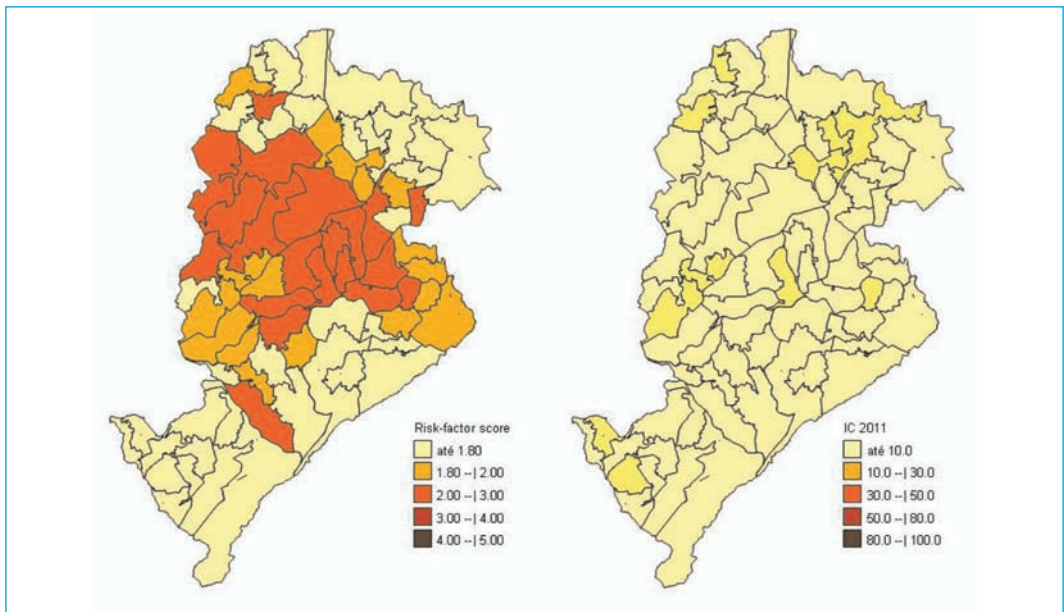 Risk-factor score
até 1.80
1.80 --| 2.00
2.00 --| 3.00
3.00 --| 4.00
4.00 --| 5.00
IC 2011
até 10.0
10.0 --| 30.0
30.0 --| 50.0
50.0 --| 80.0
80.0 --| 100.0